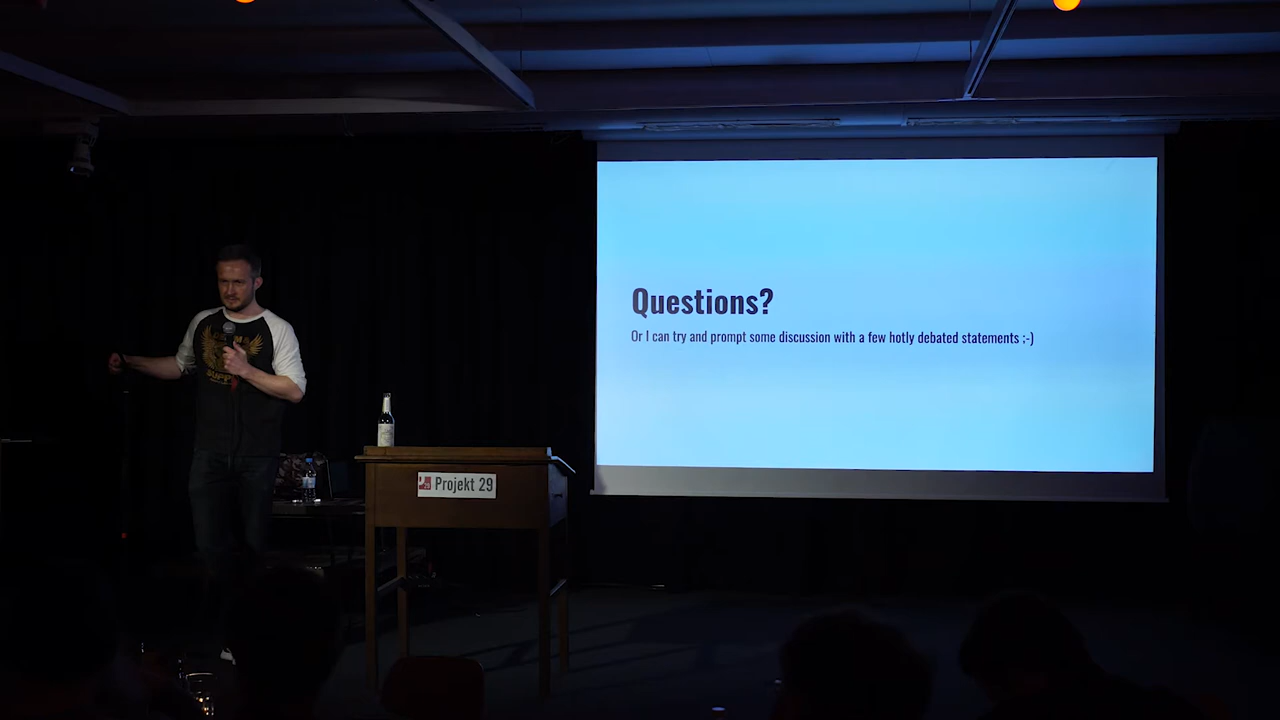 Questions?
Or I can try and prompt some discussion with a few hotly debated statements ;-)
Projekt 29